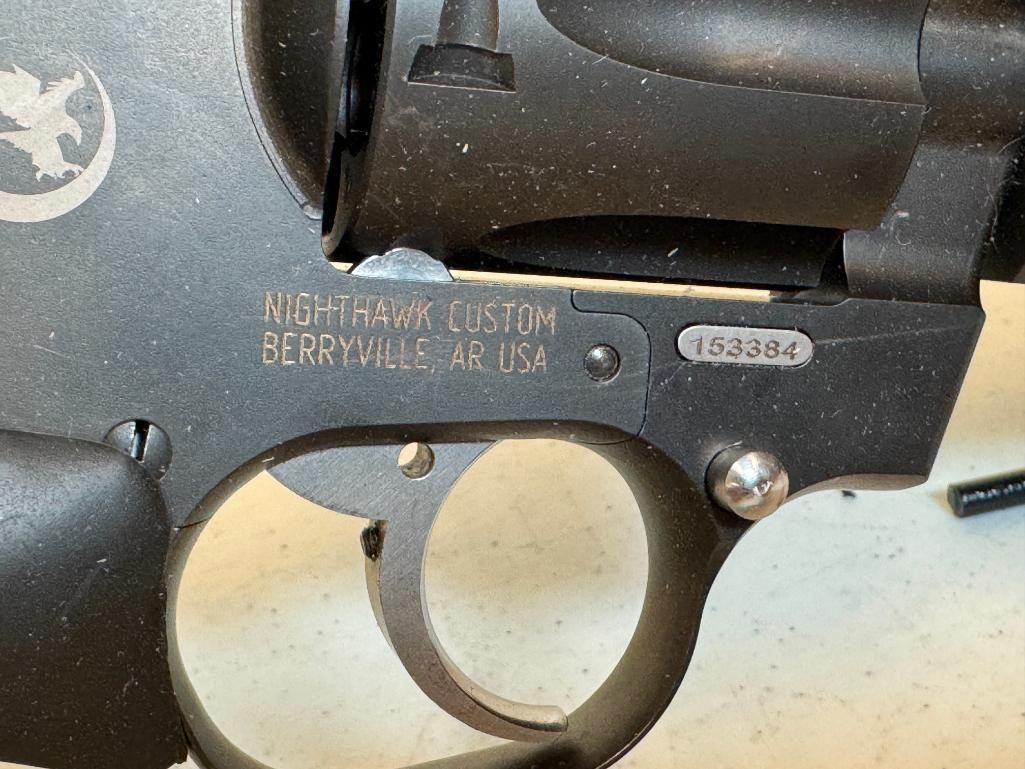 NIGHTHAWK CUSTOM
BERRYVILLE, AR USA
153384